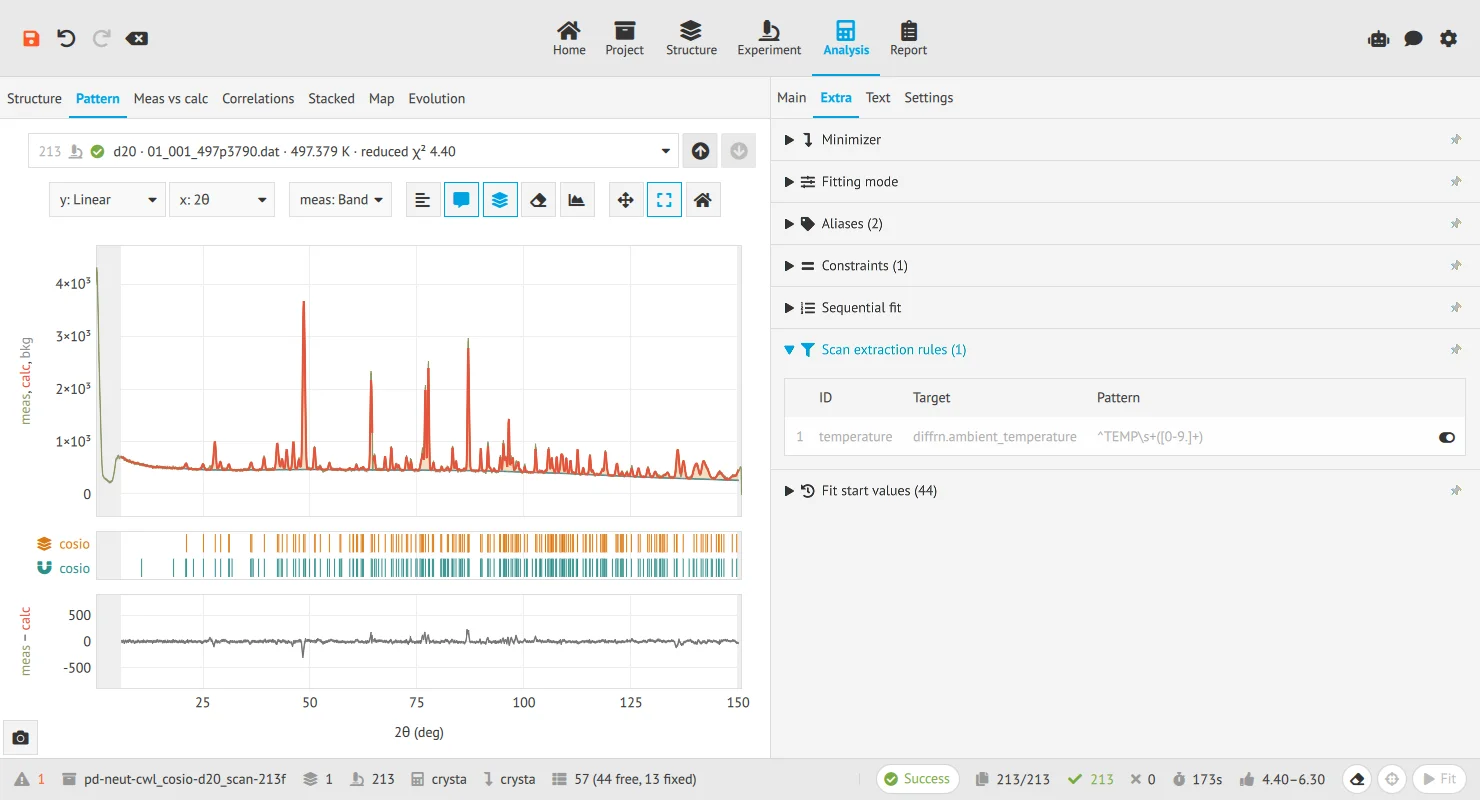 Home Project Structure Experiment Analysis Report
Structure Pattern Meas vs calc Correlations Stacked Map Evolution
213 d20 · 01_001_497p3790.dat · 497.379 K · reduced χ² 4.40
y: Linear x: 2θ meas: Band
meas, calc, bkg
4×10³
3×10³
2×10³
1×10³
0
cosio
cosio
meas − calc
500
0
-500
25 50 75 100 125 150
2θ (deg)
Main Extra Text Settings
Minimizer
Fitting mode
Aliases (2)
Constraints (1)
Sequential fit
Scan extraction rules (1)
ID Target Pattern
1 temperature diffrn.ambient_temperature ^TEMP\s+([0-9.]+)
Fit start values (44)
1 pd-neut-cwl_cosio-d20_scan-213f 1 213 crysta crysta 57 (44 free, 13 fixed) Success 213/213 213 0 173s 4.40–6.30 Fit